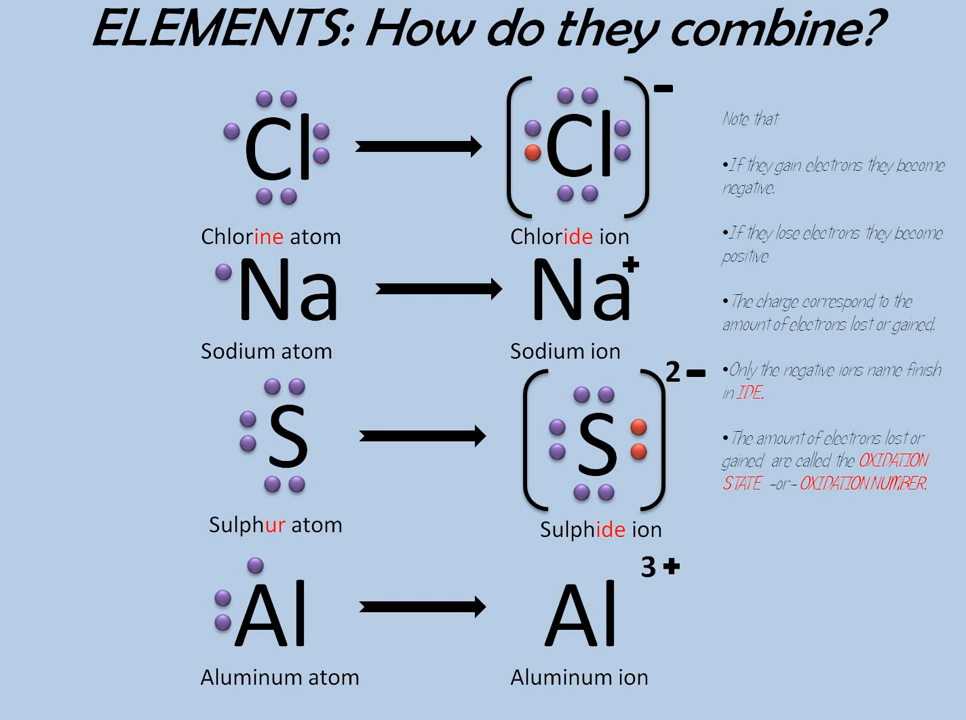 ELEMENTS: How do they combine?
Cl
Cl
-
Chlorine atom
Chloride ion
Na
Na+
Sodium atom
Sodium ion
S
S
2-
Sulphur atom
Sulphide ion
Al
Al
3+
Aluminum atom
Aluminum ion
Note that
•If they gain electrons they become
negative.
•If they lose electrons they become
positive
•The charge correspond to the
amount of electrons lost or gained.
•Only the negative ions name finish
in IDE.
•The amount of electrons lost or
gained are called the OXIDATION
STATE -or- OXIDATION NUMBER.